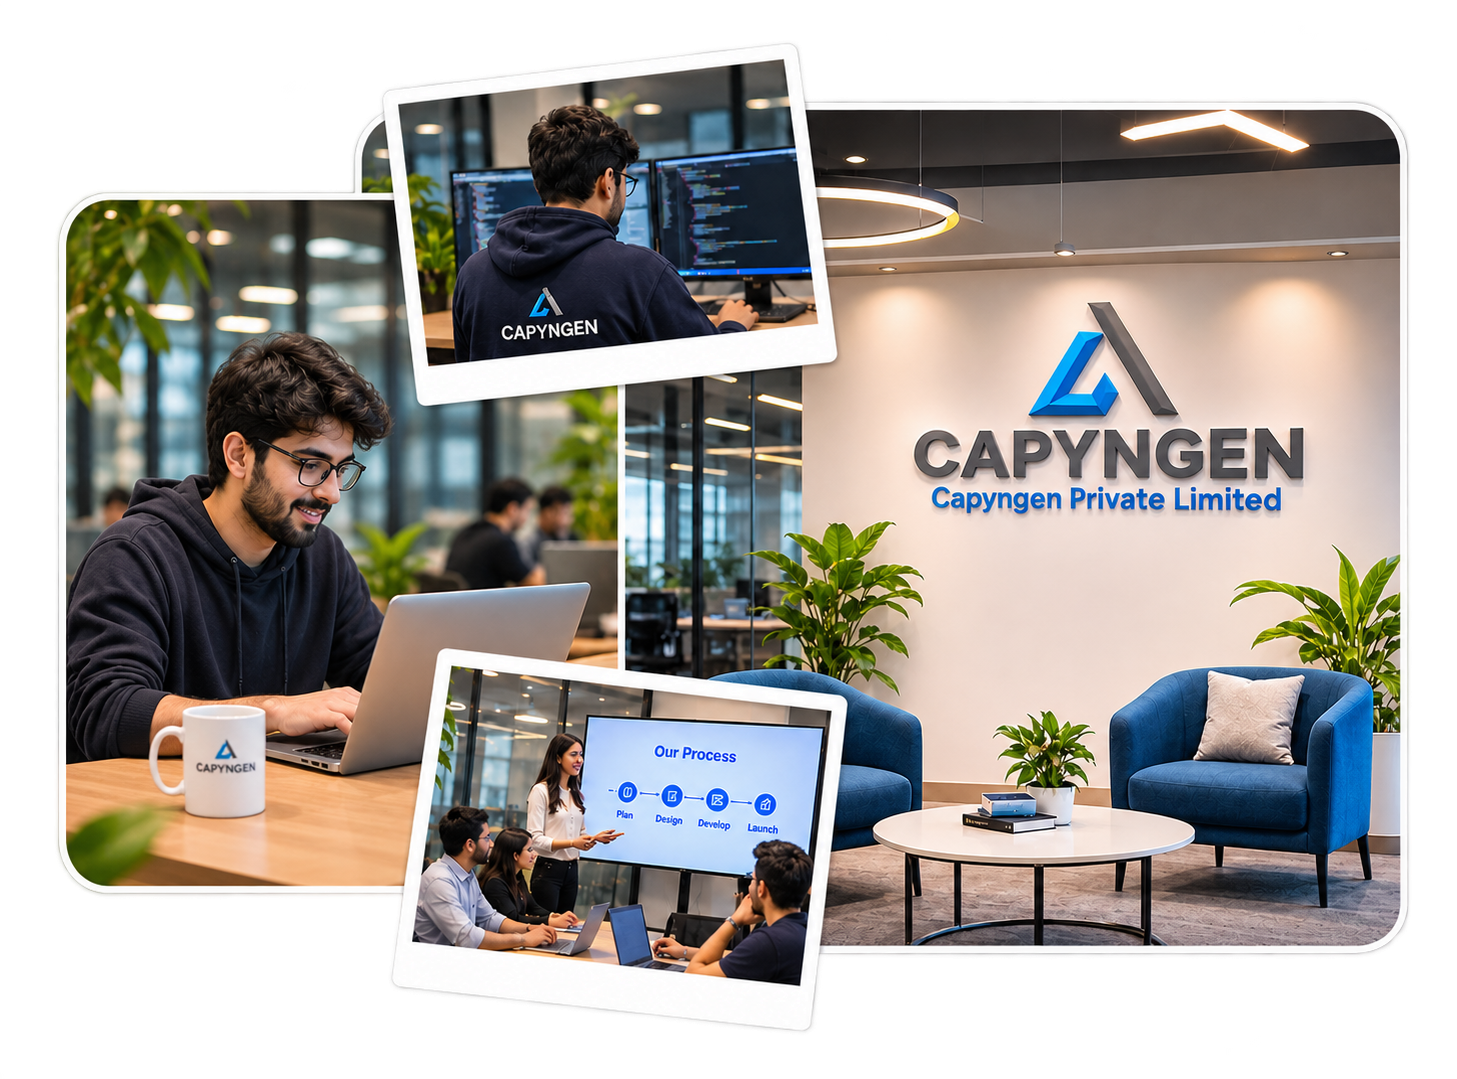 CAPYNGEN
CAPYNGEN
Capyngen Private Limited
CAPYNGEN
Our Process
Plan
Design
Develop
Launch